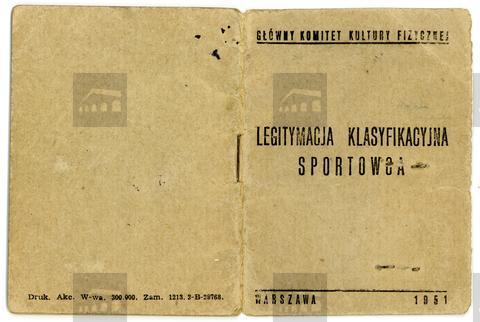 GŁÓWNY KOMITET KULTURY FIZYCZNEJ
LEGITYMACJA KLASYFIKACYJNA
SPORTOWCA
WARSZAWA 1951
Druk. Akc. W-wa. 300.000. Zam. 1213. 3-B-29768.